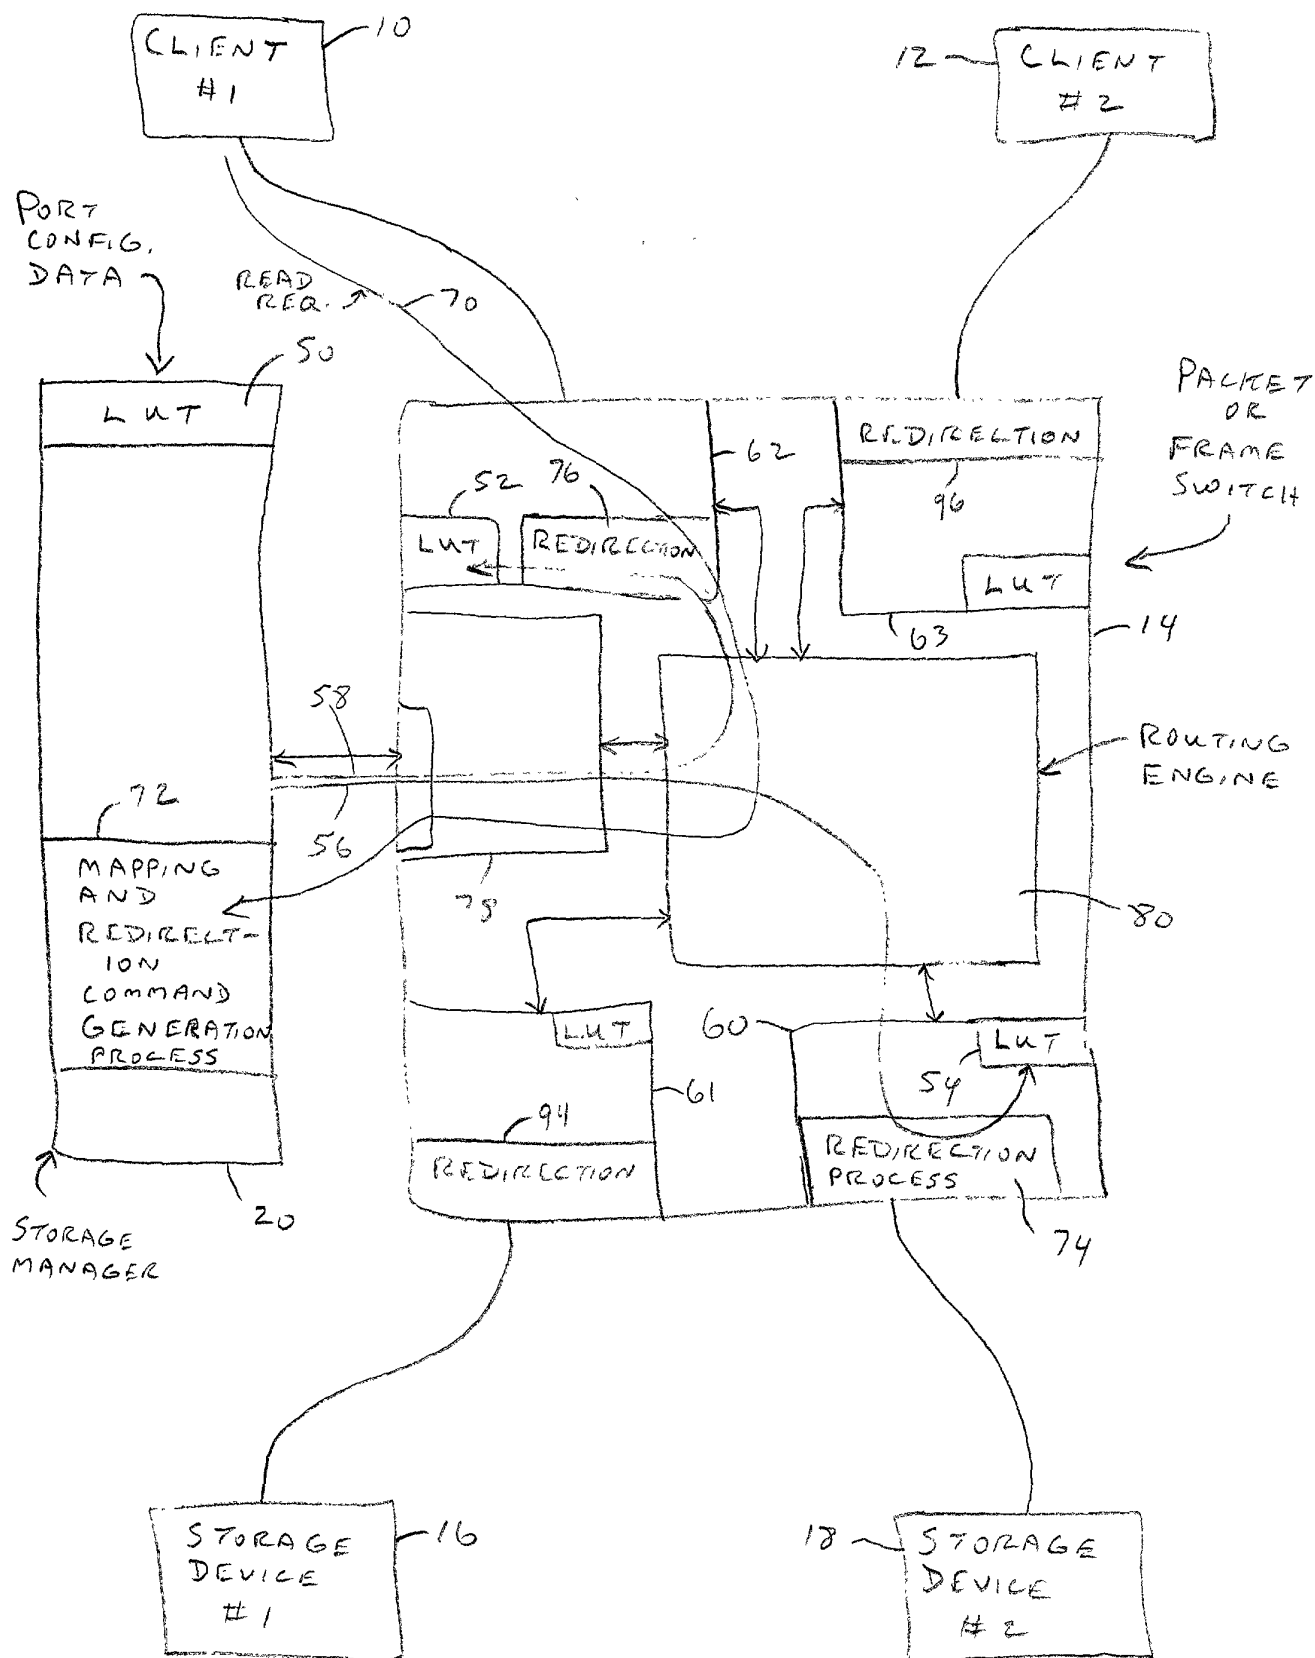 CLIENT
#1
10
12
CLIENT
#2
PORT
CONFIG.
DATA
READ
REQ.
70
50
LUT
PACKET
OR
FRAME
SWITCH
REDIRECTION
62
96
52
76
LUT
REDIRECTION
LUT
63
14
58
56
ROUTING
ENGINE
72
MAPPING
AND
REDIRECT-
ION
COMMAND
GENERATION
PROCESS
80
LUT
60
LUT
54
61
94
REDIRECTION
REDIRECTION
PROCESS
74
20
STORAGE
MANAGER
16
STORAGE
DEVICE
#1
18
STORAGE
DEVICE
#2